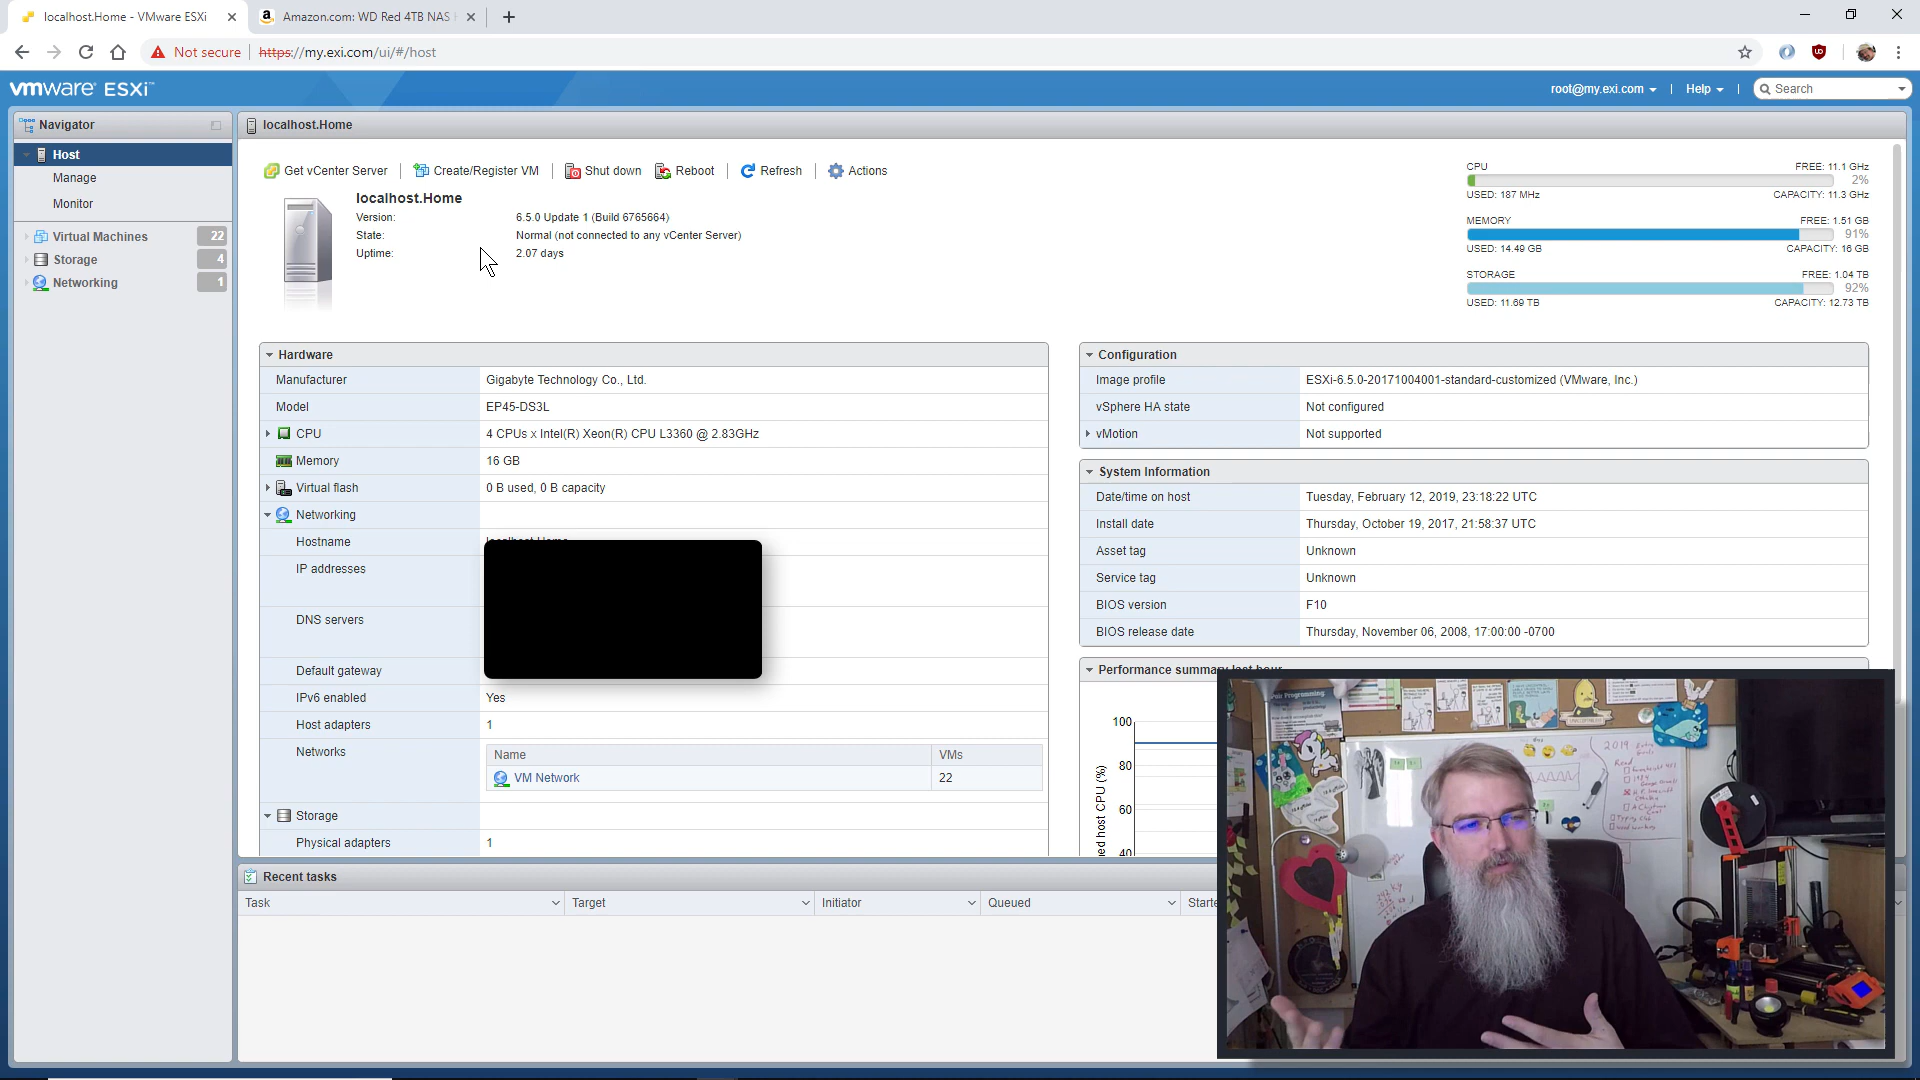 localhost.Home - VMware ESXi
Amazon.com: WD Red 4TB NAS
Not secure https://my.exi.com/ui/#/host
vmware ESXi™
root@my.exi.com
Help
Search
Navigator
Host
Manage
Monitor
Virtual Machines 22
Storage 4
Networking 1
localhost.Home
Get vCenter Server
Create/Register VM
Shut down
Reboot
Refresh
Actions
localhost.Home
Version: 6.5.0 Update 1 (Build 6765664)
State: Normal (not connected to any vCenter Server)
Uptime: 2.07 days
CPU FREE: 11.1 GHz
2%
USED: 187 MHz CAPACITY: 11.3 GHz
MEMORY FREE: 1.51 GB
91%
USED: 14.49 GB CAPACITY: 16 GB
STORAGE FREE: 1.04 TB
92%
USED: 11.69 TB CAPACITY: 12.73 TB
Hardware
Manufacturer Gigabyte Technology Co., Ltd.
Model EP45-DS3L
CPU 4 CPUs x Intel(R) Xeon(R) CPU L3360 @ 2.83GHz
Memory 16 GB
Virtual flash 0 B used, 0 B capacity
Networking
Hostname
IP addresses
DNS servers
Default gateway
IPv6 enabled Yes
Host adapters 1
Networks
Name VMs
VM Network 22
Storage
Physical adapters 1
Configuration
Image profile ESXi-6.5.0-20171004001-standard-customized (VMware, Inc.)
vSphere HA state Not configured
vMotion Not supported
System Information
Date/time on host Tuesday, February 12, 2019, 23:18:22 UTC
Install date Thursday, October 19, 2017, 21:58:37 UTC
Asset tag Unknown
Service tag Unknown
BIOS version F10
BIOS release date Thursday, November 06, 2008, 17:00:00 -0700
Performance summary last hour
100
80
60
40
Recent tasks
Task
Target
Initiator
Queued
Pair Programming
2019
Read